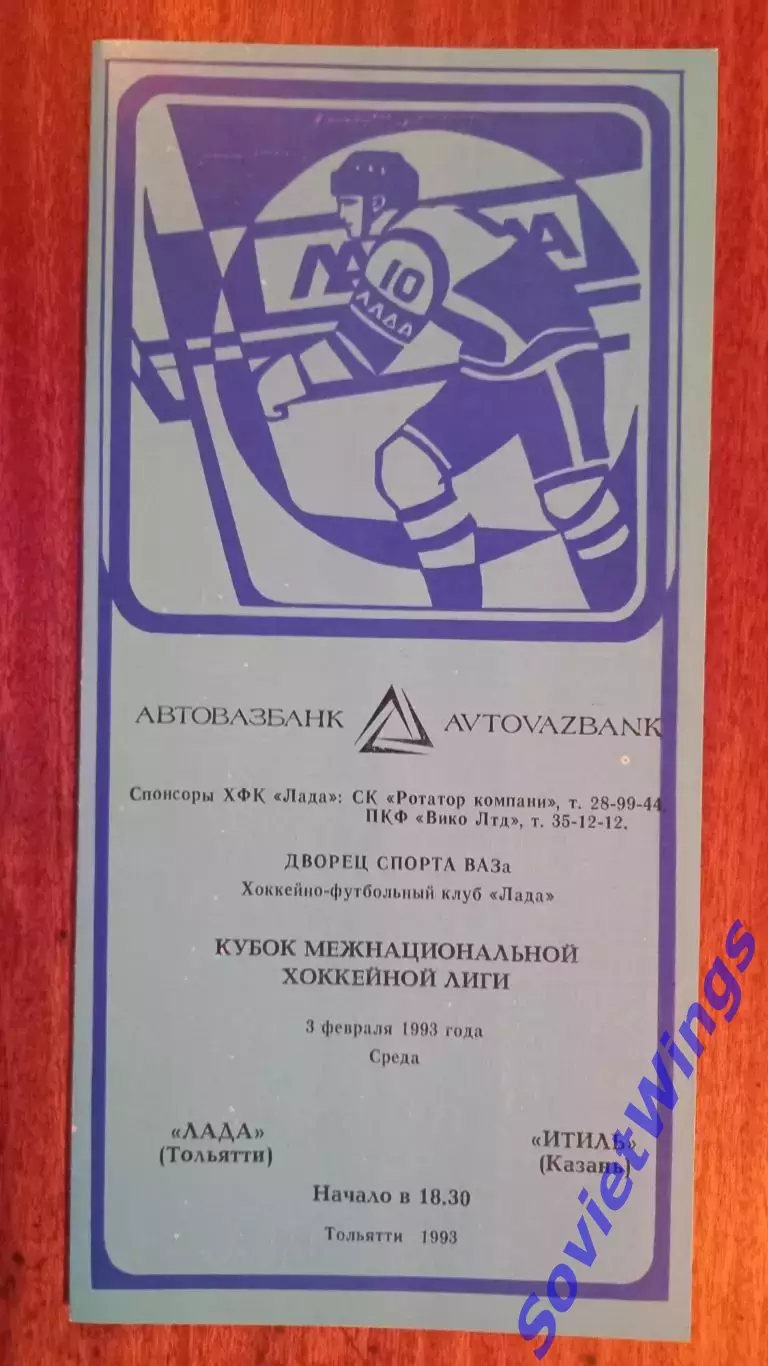 10
ЛАДА
АВТОВАЗБАНК AVTOVAZBANK
Спонсоры ХФК «Лада»: СК «Ротатор компани», т. 28-99-44.
ПКФ «Вико Лтд», т. 35-12-12.
ДВОРЕЦ СПОРТА ВАЗа
Хоккейно-футбольный клуб «Лада»
КУБОК МЕЖНАЦИОНАЛЬНОЙ
ХОККЕЙНОЙ ЛИГИ
3 февраля 1993 года
Среда
«ЛАДА» «ИТИЛЬ»
(Тольятти) (Казань)
Начало в 18.30
Тольятти 1993
SovietWings